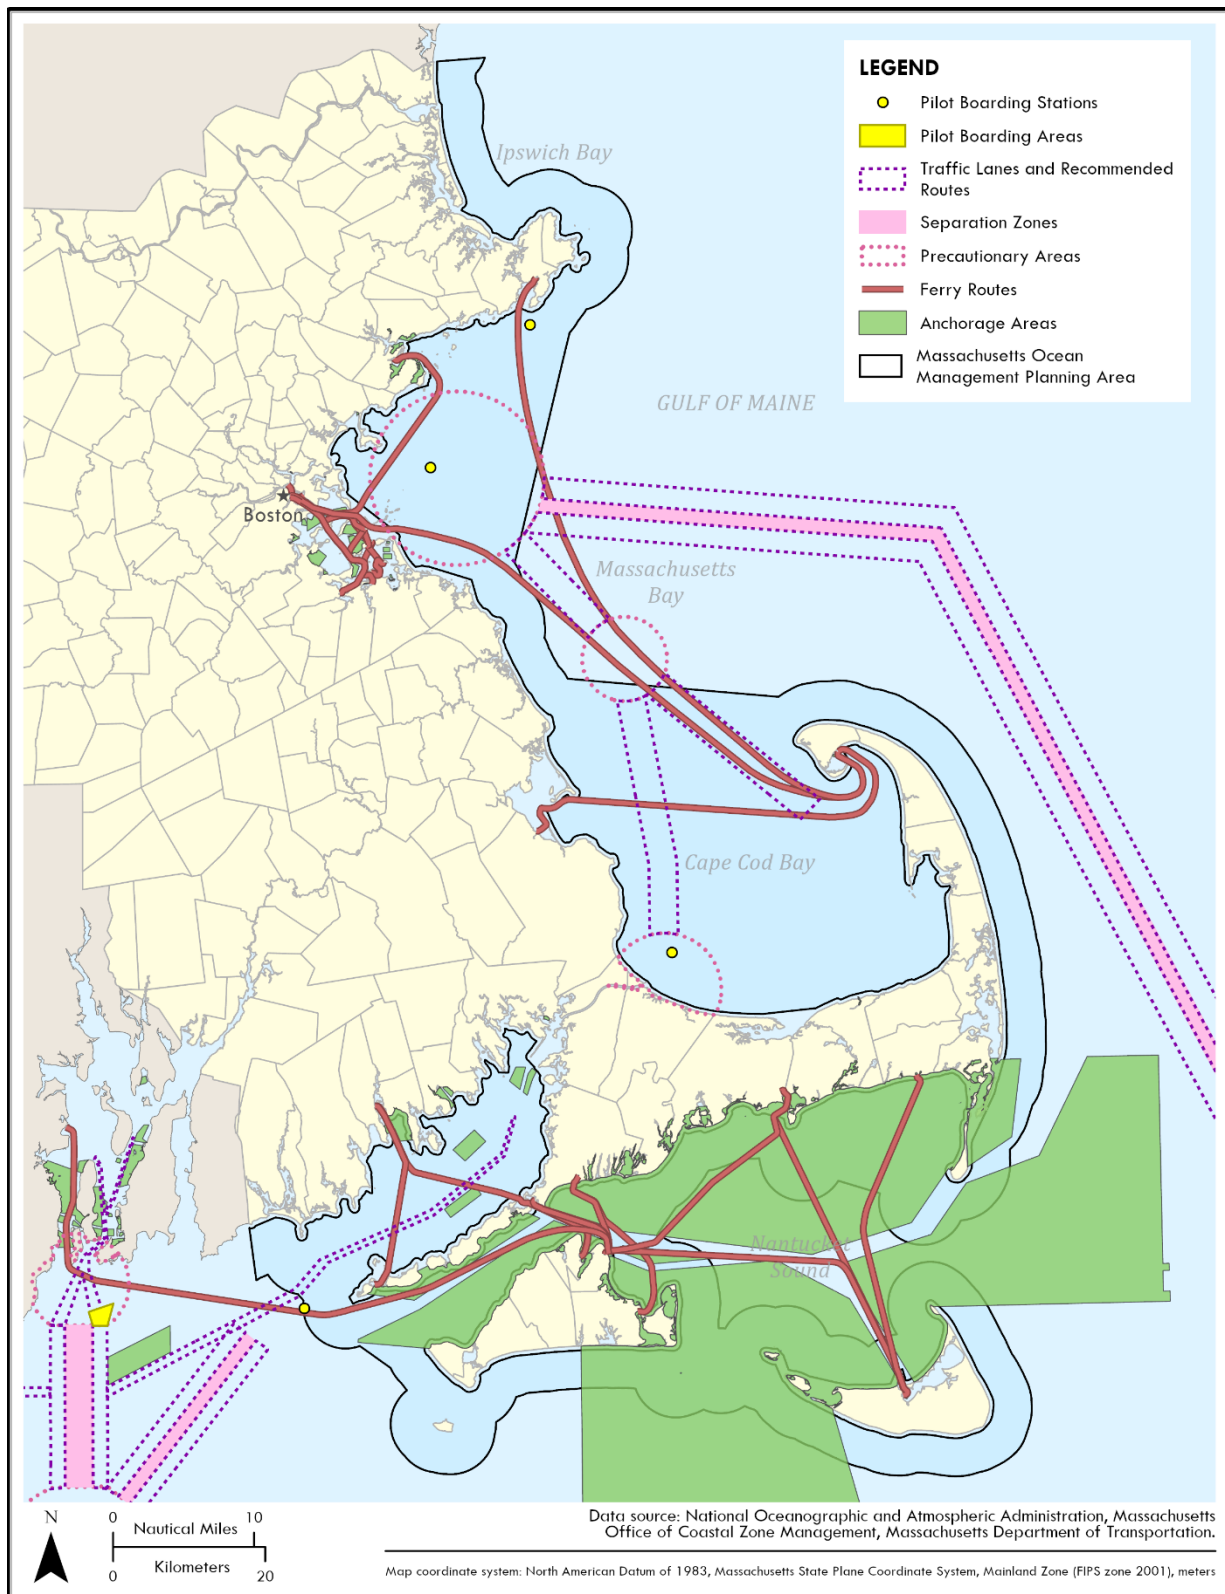 LEGEND
Pilot Boarding Stations
Pilot Boarding Areas
Traffic Lanes and Recommended
Routes
Separation Zones
Precautionary Areas
Ferry Routes
Anchorage Areas
Massachusetts Ocean
Management Planning Area
Ipswich Bay
GULF OF MAINE
Boston
Massachusetts
Bay
Cape Cod Bay
Nantucket
Sound
N
0 10
Nautical Miles
Kilometers
0 20
Data source: National Oceanographic and Atmospheric Administration, Massachusetts
Office of Coastal Zone Management, Massachusetts Department of Transportation.
Map coordinate system: North American Datum of 1983, Massachusetts State Plane Coordinate System, Mainland Zone (FIPS zone 2001), meters